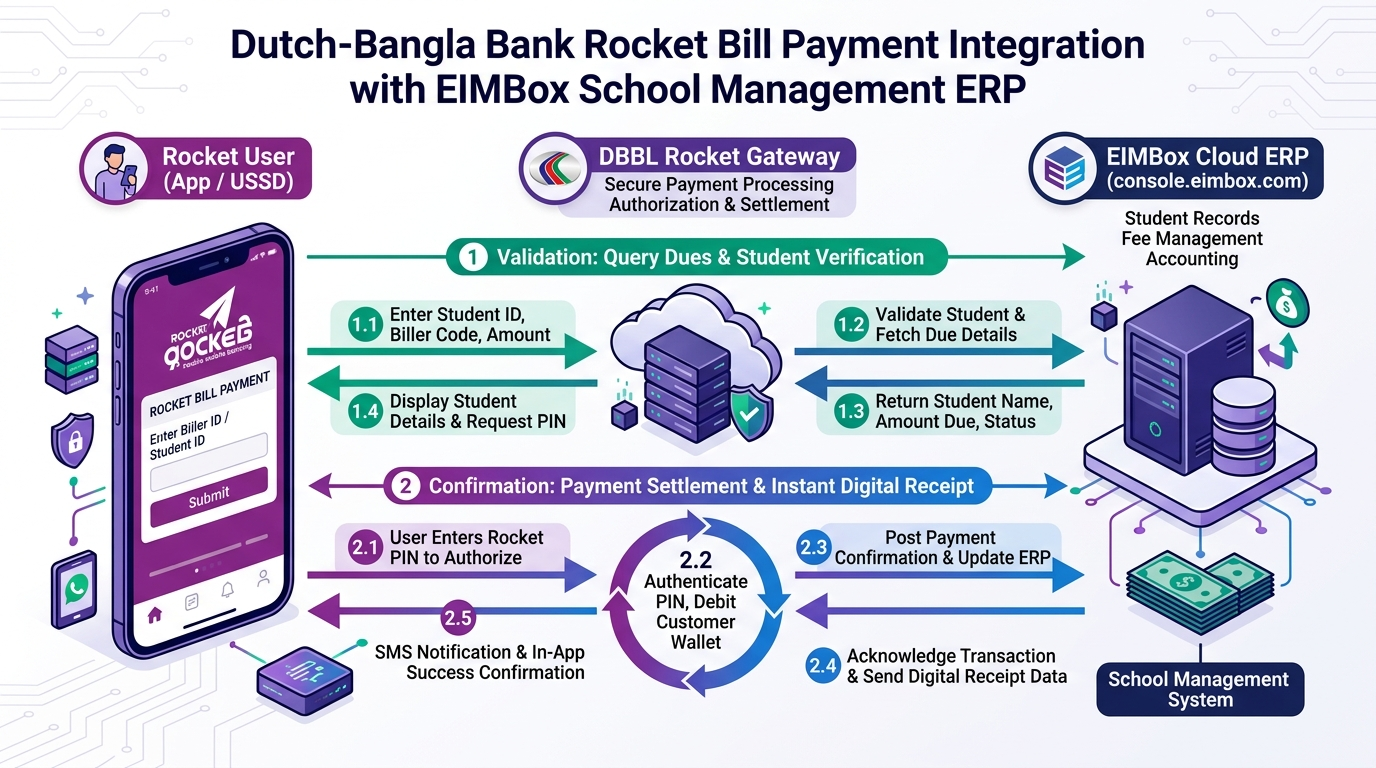 Dutch-Bangla Bank Rocket Bill Payment Integration
with EIMBox School Management ERP
Rocket User
(App / USSD)
DBBL Rocket Gateway
Secure Payment Processing
Authorization & Settlement
EIMBox Cloud ERP
(console.eimbox.com)
Student Records
Fee Management
Accounting
1 Validation: Query Dues & Student Verification
1.1 Enter Student ID,
Biller Code, Amount
1.2 Validate Student &
Fetch Due Details
1.4 Display Student
Details & Request PIN
1.3 Return Student Name,
Amount Due, Status
9:41
ROCKET
ROCKET BILL PAYMENT
Enter Biller ID /
Student ID
Submit
2 Confirmation: Payment Settlement & Instant Digital Receipt
2.1 User Enters Rocket
PIN to Authorize
2.2
Authenticate
PIN, Debit
Customer
Wallet
2.3 Post Payment
Confirmation & Update ERP
2.5
SMS Notification & In-App
Success Confirmation
2.4 Acknowledge Transaction
& Send Digital Receipt Data
School Management
System